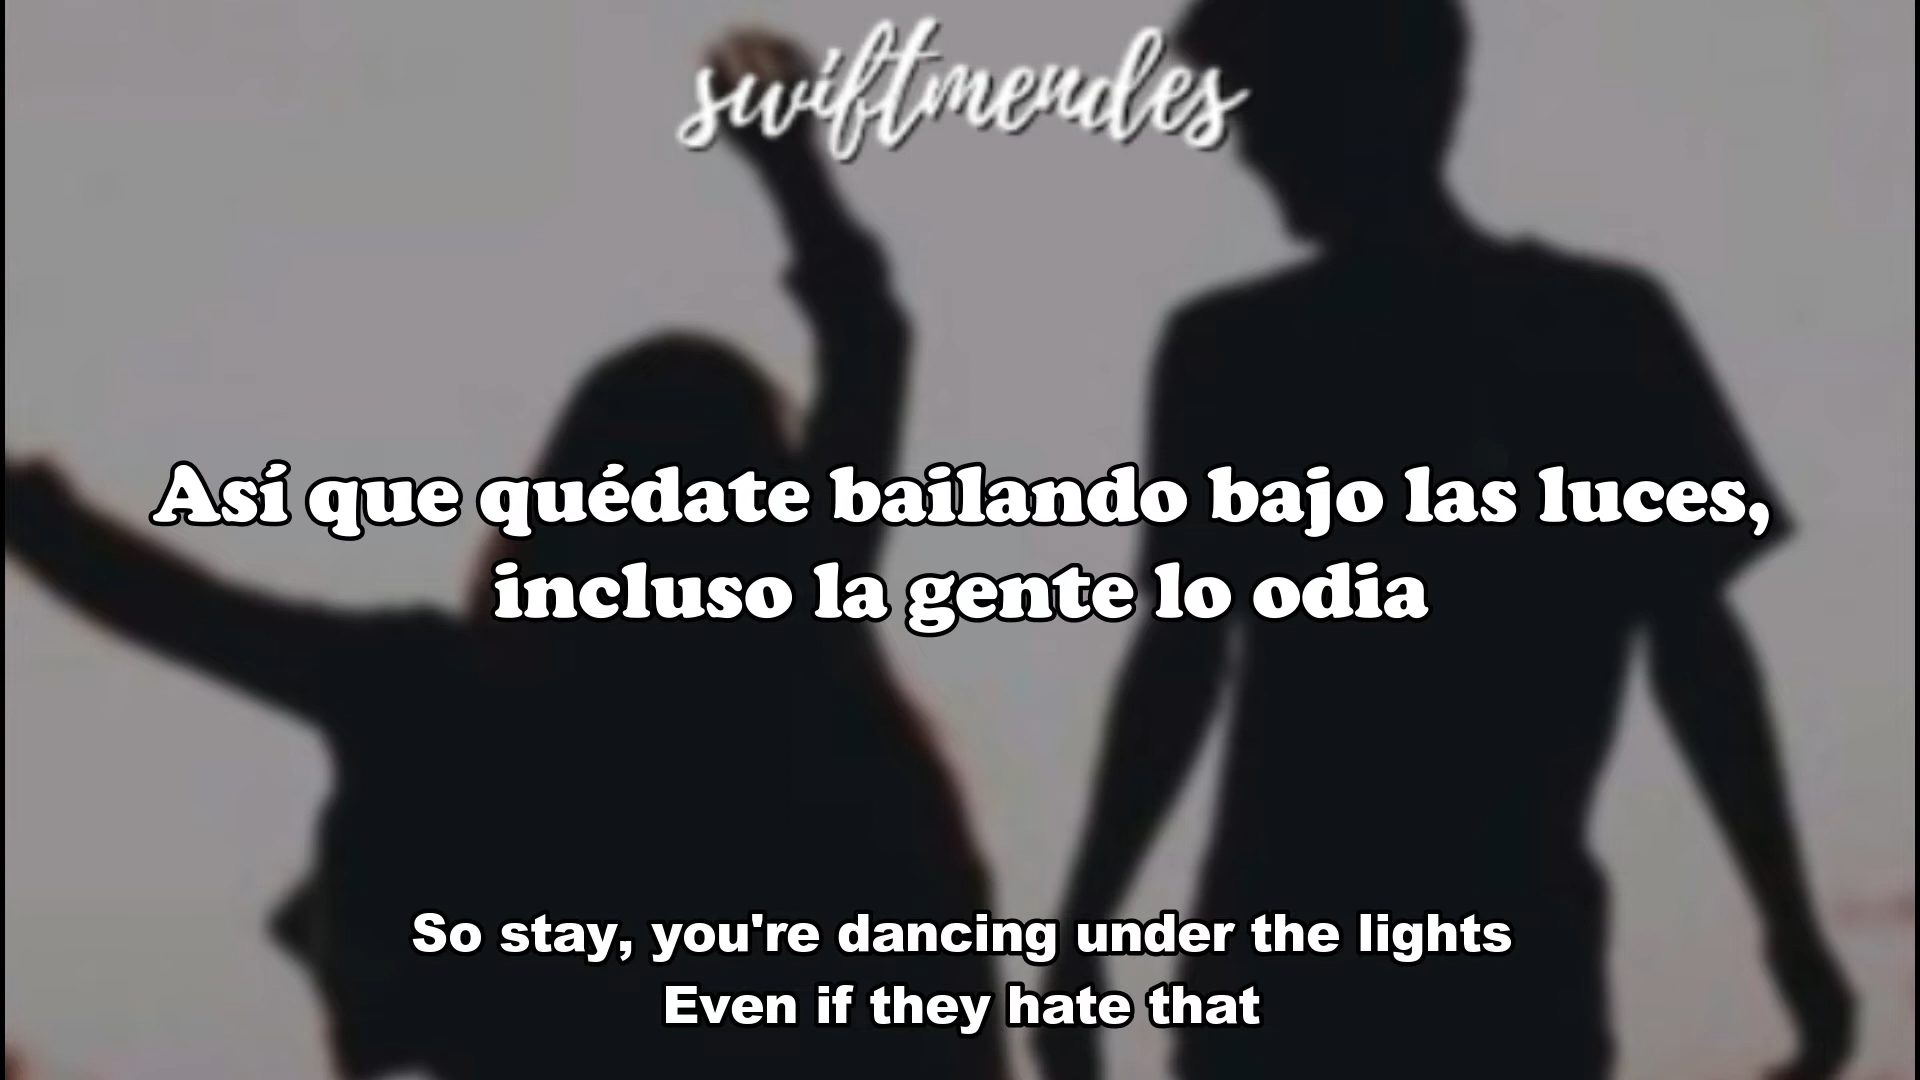 swiftmendes
Así que quédate bailando bajo las luces,
incluso la gente lo odia
So stay, you're dancing under the lights
Even if they hate that